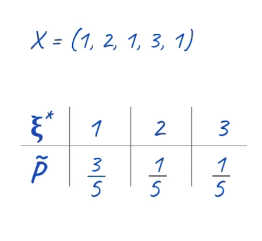 X = (1, 2, 1, 3, 1)
ξ* 1 2 3
p̃ 3/5 1/5 1/5